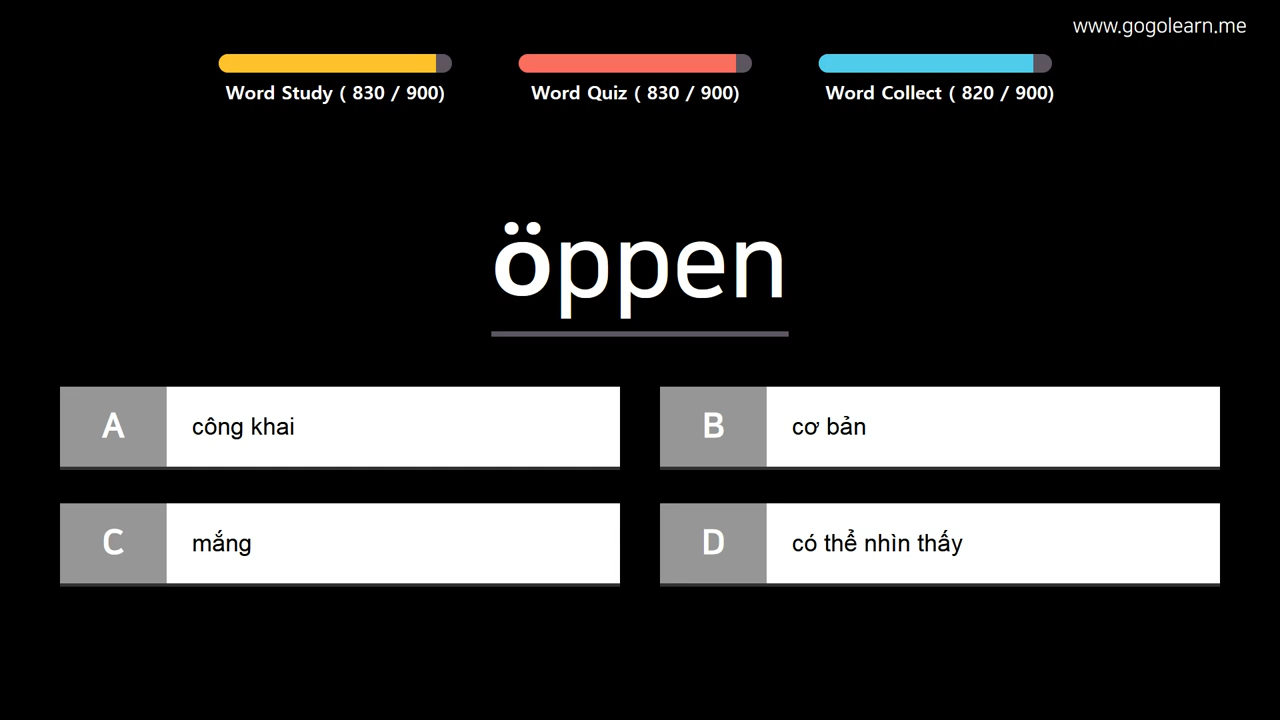 www.gogolearn.me
Word Study ( 830 / 900)
Word Quiz ( 830 / 900)
Word Collect ( 820 / 900)
öppen
A công khai
B cơ bản
C mắng
D có thể nhìn thấy